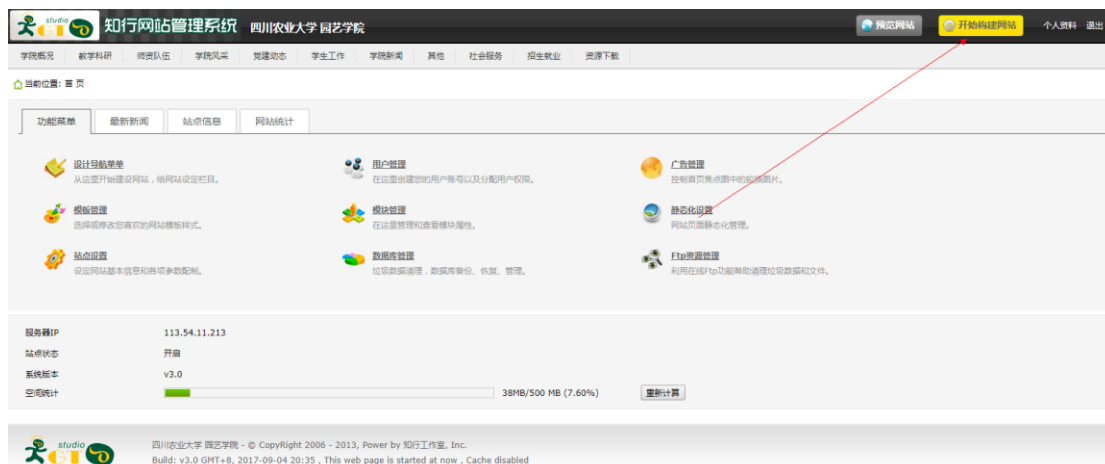 studio
GTO 知行网站管理系统 四川农业大学 园艺学院 预览网站 开始构建网站 个人资料 退出
学院概况 教学科研 师资队伍 学院风采 党建动态 学生工作 学院新闻 其他 社会服务 招生就业 资源下载
当前位置: 首 页
功能菜单 最新新闻 站点信息 网站统计
设计导航菜单 用户管理 广告管理
从这里开始建设网站，给网站设定栏目。 在这里创建您的用户账号以及分配用户权限。 控制首页焦点图中的轮换图片。
模板管理 模块管理 静态化设置
选择或修改您喜欢的网站模板样式。 在这里管理和查看模块属性。 网站页面静态化管理。
站点设置 数据库管理 Ftp资源管理
设定网站基本信息和各项参数配制。 垃圾数据清理，数据库备份、恢复、管理。 利用在线Ftp功能帮助清理垃圾数据和文件。
服务器IP 113.54.11.213
站点状态 开启
系统版本 v3.0
空间统计 38MB/500 MB (7.60%) 重新计算
studio
GTO 四川农业大学 园艺学院 - © CopyRight 2006 - 2013, Power by 知行工作室, Inc.
Build: v3.0 GMT+8, 2017-09-04 20:35 , This web page is started at now , Cache disabled